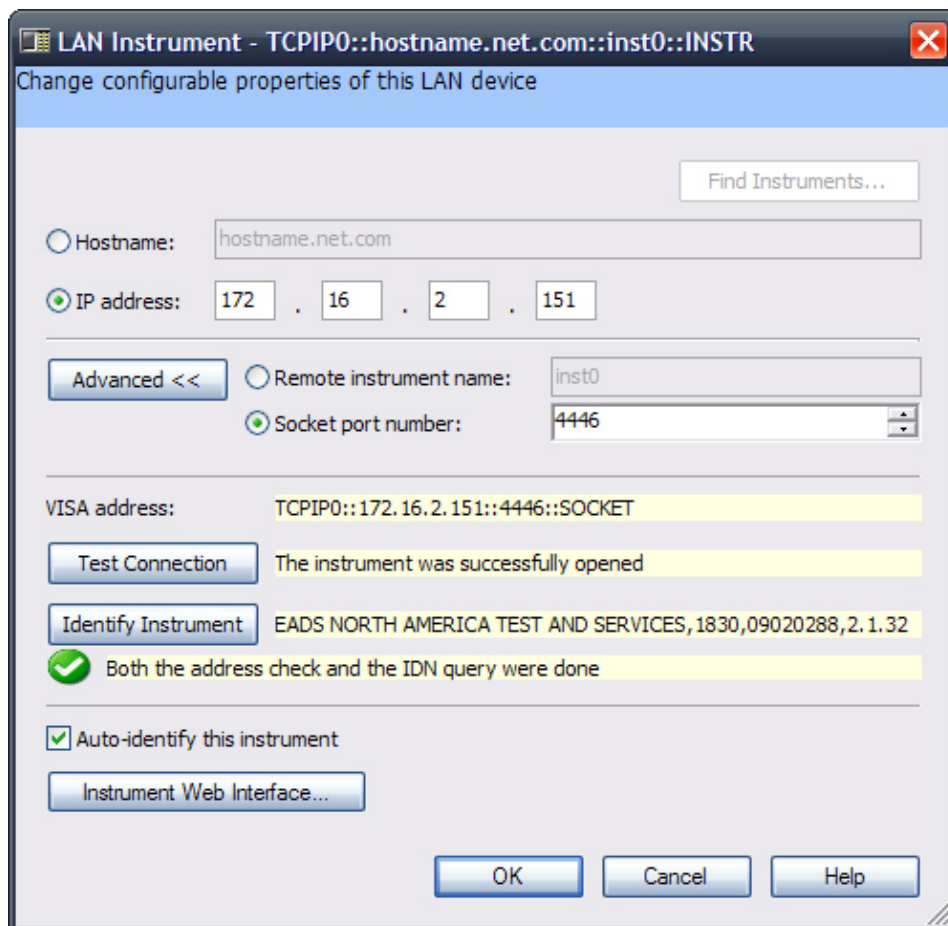 LAN Instrument - TCPIP0::hostname.net.com::inst0::INSTR
Change configurable properties of this LAN device
Find Instruments...
Hostname: hostname.net.com
IP address: 172 . 16 . 2 . 151
Advanced << Remote instrument name: inst0
Socket port number: 4446
VISA address: TCPIP0::172.16.2.151::4446::SOCKET
Test Connection The instrument was successfully opened
Identify Instrument EADS NORTH AMERICA TEST AND SERVICES,1830,09020288,2.1.32
Both the address check and the IDN query were done
Auto-identify this instrument
Instrument Web Interface...
OK Cancel Help